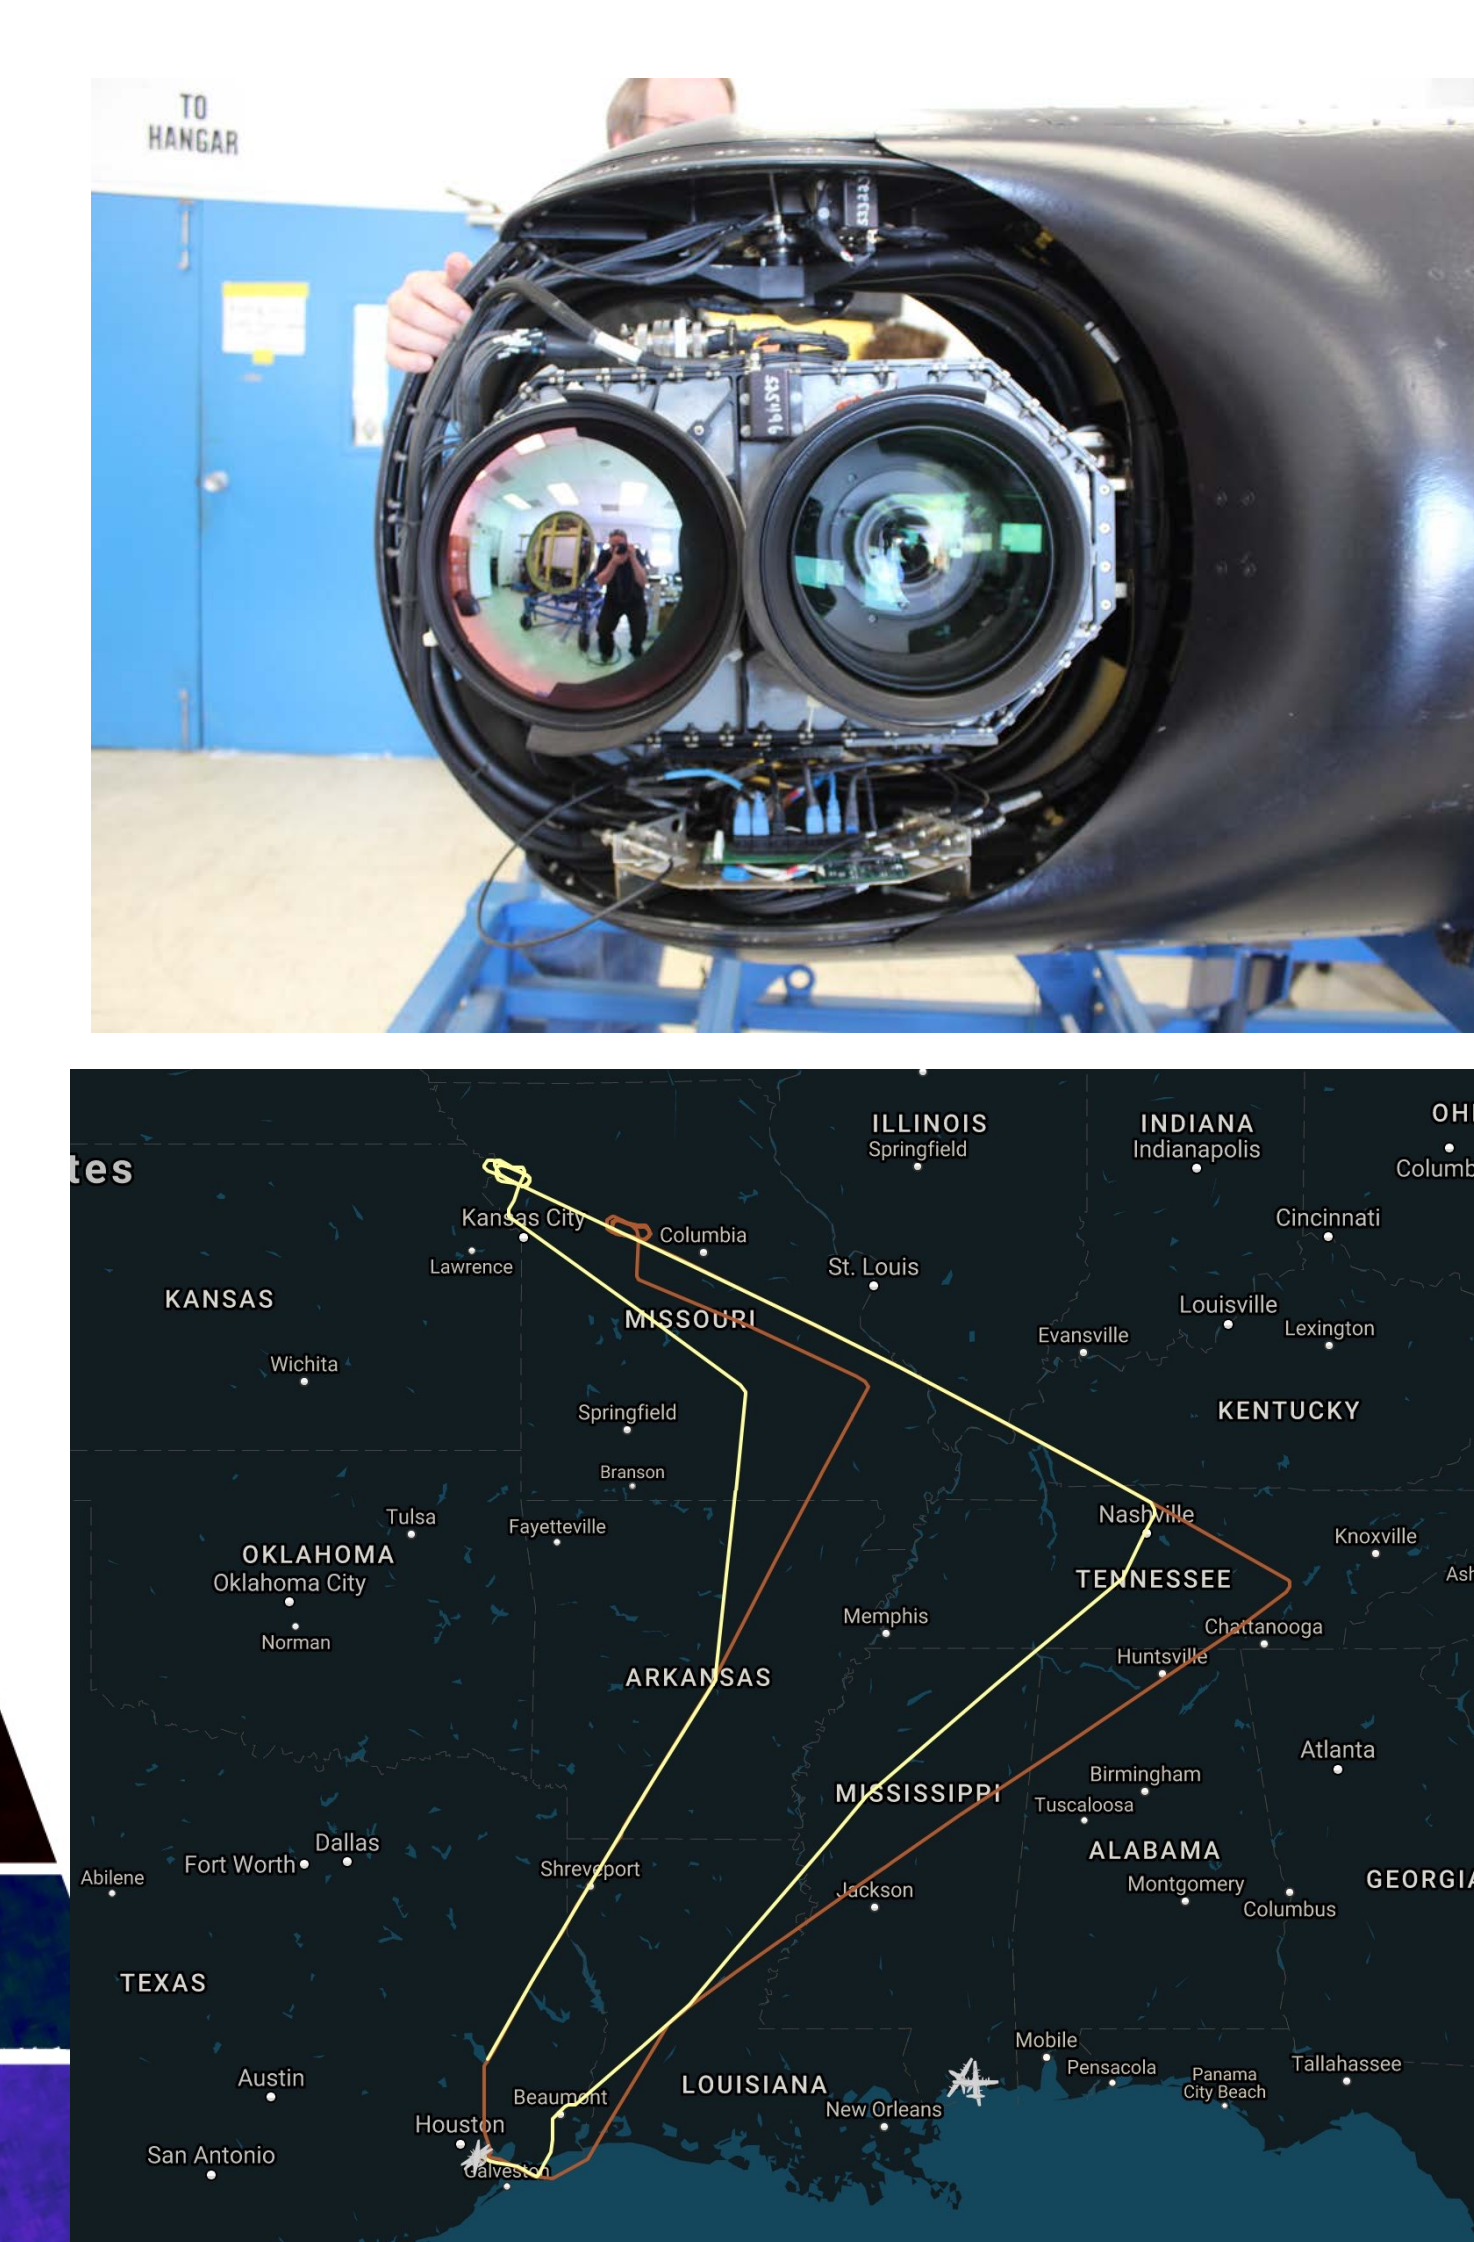 TO
HANGAR
ILLINOIS
Springfield
INDIANA
Indianapolis
OHI
Columb
tes
Kansas City
Columbia
Cincinnati
Lawrence
St. Louis
KANSAS
MISSOURI
Louisville
Lexington
Evansville
Wichita
Springfield
KENTUCKY
Branson
Tulsa
Fayetteville
Nashville
Knoxville
OKLAHOMA
Oklahoma City
TENNESSEE
Ash
Norman
Memphis
Chattanooga
Huntsville
ARKANSAS
Atlanta
Birmingham
MISSISSIPPI
Tuscaloosa
Dallas
Fort Worth
Shreveport
ALABAMA
Abilene
Jackson
Montgomery
GEORGIA
Columbus
TEXAS
Mobile
Pensacola
Tallahassee
Panama
City Beach
Austin
Beaumont
LOUISIANA
New Orleans
Houston
San Antonio
Galveston